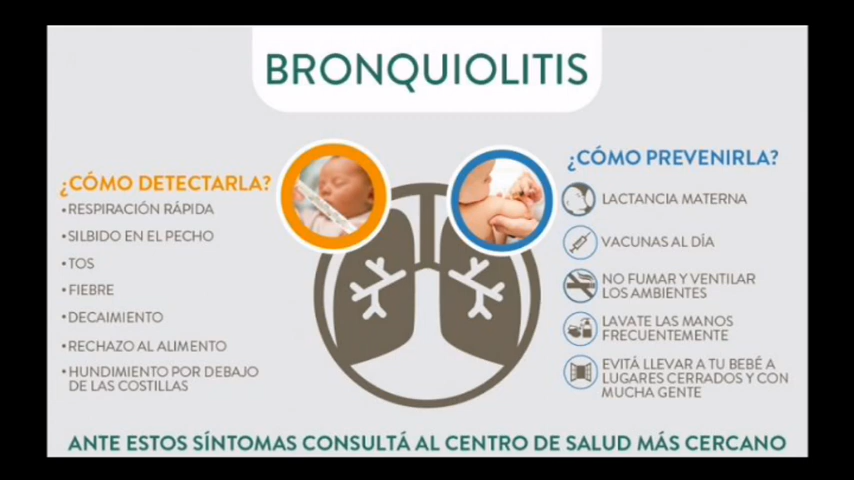 BRONQUIOLITIS
¿CÓMO DETECTARLA?
•RESPIRACIÓN RÁPIDA
•SILBIDO EN EL PECHO
•TOS
•FIEBRE
•DECAIMIENTO
•RECHAZO AL ALIMENTO
•HUNDIMIENTO POR DEBAJO
DE LAS COSTILLAS
¿CÓMO PREVENIRLA?
LACTANCIA MATERNA
VACUNAS AL DÍA
NO FUMAR Y VENTILAR
LOS AMBIENTES
LAVATE LAS MANOS
FRECUENTEMENTE
EVITÁ LLEVAR A TU BEBÉ A
LUGARES CERRADOS Y CON
MUCHA GENTE
ANTE ESTOS SÍNTOMAS CONSULTÁ AL CENTRO DE SALUD MÁS CERCANO